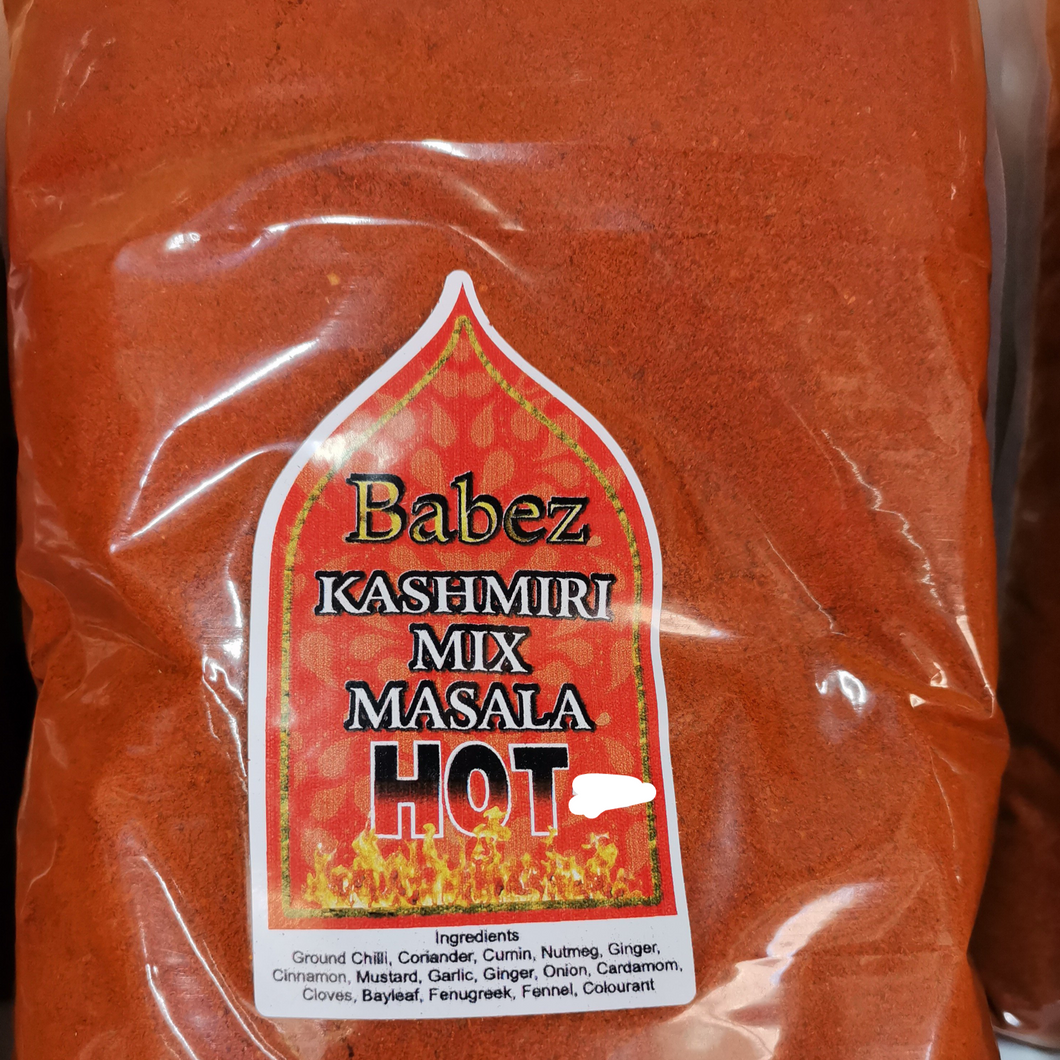 Babez
KASHMIRI
MIX
MASALA
HOT
Ingredients
Ground Chilli, Coriander, Cumin, Nutmeg, Ginger,
Cinnamon, Mustard, Garlic, Ginger, Onion, Cardamom,
Cloves, Bayleaf, Fenugreek, Fennel, Colourant